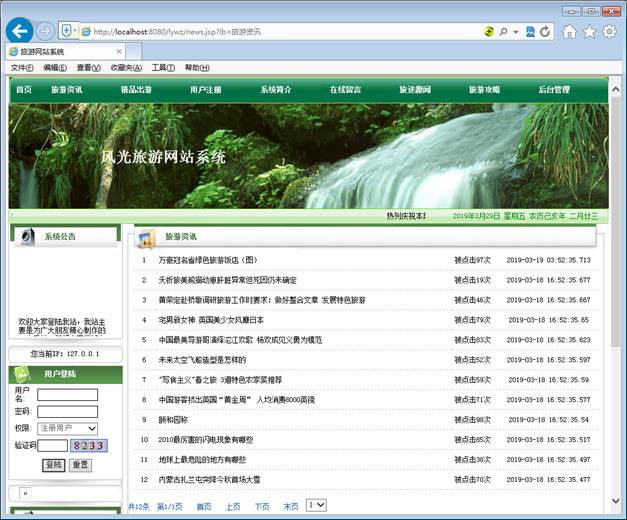 http://localhost:8080/lywz/news.jsp?lb=旅游资讯
旅游网站系统
文件(F) 编辑(E) 查看(V) 收藏夹(A) 工具(T) 帮助(H)
首页 旅游资讯 精品出游 用户注册 系统简介 在线留言 旅途趣闻 旅游攻略 后台管理
风光旅游网站系统
热列庆祝本 2019年3月29日 星期五 农历己亥年 二月廿三
系统公告
欢迎大家登陆我站，我站主
要是为广大朋友精心制作的
您当前IP：127.0.0.1
用户登陆
用户名:
密码:
权限: 注册用户
验证码 8233
登陆 重置
旅游资讯
1 万豪冠名省绿色旅游饭店（图） 被点击97次 2019-03-19 03:52:35.713
2 夭折旅美熊猫幼崽肝脏异常但死因仍未确定 被点击19次 2019-03-18 16:52:35.677
3 黄荣定赴桥墩调研旅游工作时要求：做好整合文章 发展特色旅游 被点击46次 2019-03-18 16:52:35.667
4 宅男新女神 英国美少女风靡日本 被点击79次 2019-03-18 16:52:35.65
5 中国最美导游哥演绎沱江欢歌 杨欢成见义勇为模范 被点击63次 2019-03-18 16:52:35.623
6 未来太空飞船造型是怎样的 被点击52次 2019-03-18 16:52:35.597
7 “写食主义”春之旅 3道特色农家菜推荐 被点击59次 2019-03-18 16:52:35.59
8 中国游客挤出英国“黄金周” 人均消费8000英镑 被点击71次 2019-03-18 16:52:35.577
9 颐和园称 被点击98次 2019-03-18 16:52:35.54
10 2010最厉害的闪电现象有哪些 被点击85次 2019-03-18 16:52:35.517
11 地球上最危险的地方有哪些 被点击38次 2019-03-18 16:52:35.497
12 内蒙古扎兰屯突降今秋首场大雪 被点击70次 2019-03-18 16:52:35.477
共12条 第1/1页 首页 上页 下页 末页 1